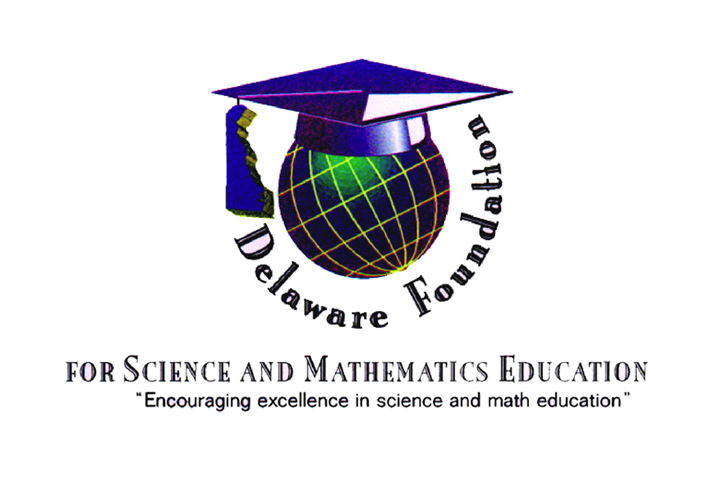 Delaware Foundation
FOR SCIENCE AND MATHEMATICS EDUCATION
"Encouraging excellence in science and math education"